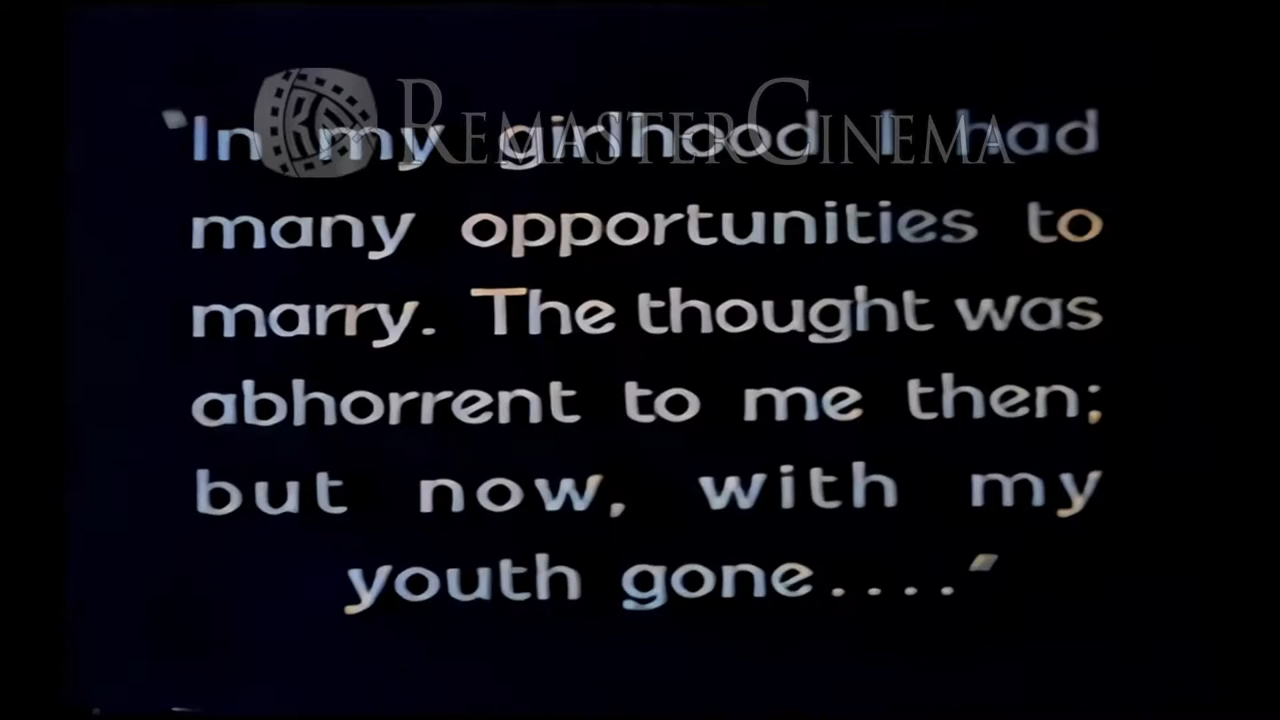 REMASTERCINEMA
"In my girlhood I had
many opportunities to
marry. The thought was
abhorrent to me then;
but now, with my
youth gone...."